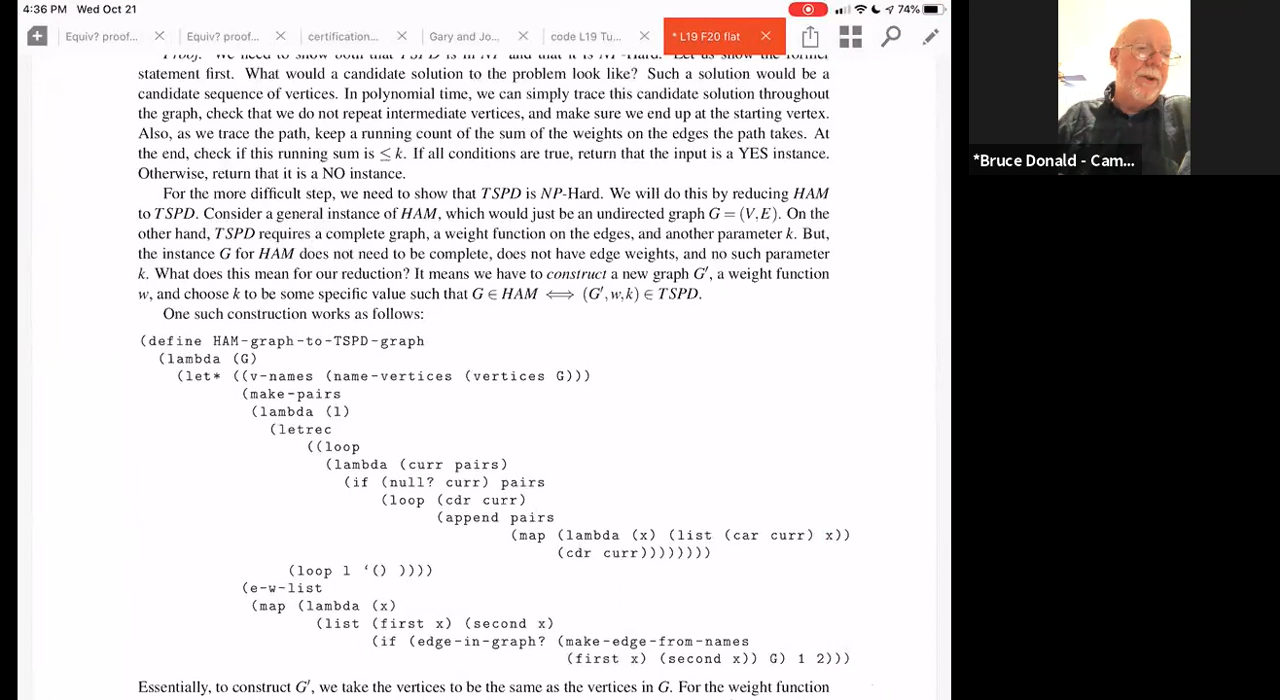 4:36 PM Wed Oct 21
74%
Equiv? proof...
Equiv? proof...
certification...
Gary and Jo...
code L19 Tu...
* L19 F20 flat
statement first. What would a candidate solution to the problem look like? Such a solution would be a
candidate sequence of vertices. In polynomial time, we can simply trace this candidate solution throughout
the graph, check that we do not repeat intermediate vertices, and make sure we end up at the starting vertex.
Also, as we trace the path, keep a running count of the sum of the weights on the edges the path takes. At
the end, check if this running sum is ≤ k. If all conditions are true, return that the input is a YES instance.
Otherwise, return that it is a NO instance.
For the more difficult step, we need to show that TSPD is NP-Hard. We will do this by reducing HAM
to TSPD. Consider a general instance of HAM, which would just be an undirected graph G = (V,E). On the
other hand, TSPD requires a complete graph, a weight function on the edges, and another parameter k. But,
the instance G for HAM does not need to be complete, does not have edge weights, and no such parameter
k. What does this mean for our reduction? It means we have to construct a new graph G′, a weight function
w, and choose k to be some specific value such that G ∈ HAM ⟺ (G′,w,k) ∈ TSPD.
One such construction works as follows:
(define HAM-graph-to-TSPD-graph
(lambda (G)
(let* ((v-names (name-vertices (vertices G)))
(make-pairs
(lambda (l)
(letrec
((loop
(lambda (curr pairs)
(if (null? curr) pairs
(loop (cdr curr)
(append pairs
(map (lambda (x) (list (car curr) x))
(cdr curr))))))))
(loop l ‘() ))))
(e-w-list
(map (lambda (x)
(list (first x) (second x)
(if (edge-in-graph? (make-edge-from-names
(first x) (second x)) G) 1 2)))
Essentially, to construct G′, we take the vertices to be the same as the vertices in G. For the weight function
*Bruce Donald - Cam...